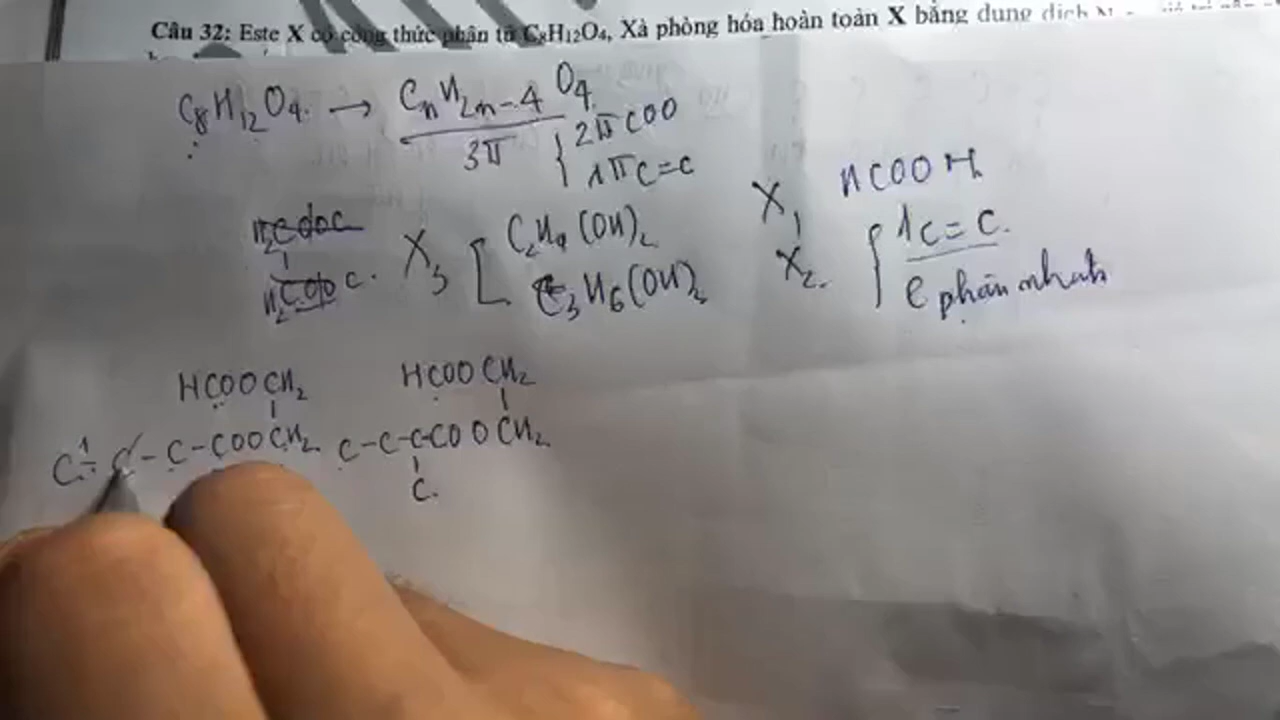 Câu 32: Este X có công thức phân tử C₈H₁₂O₄, Xà phòng hóa hoàn toàn X bằng dung dịch
C₈H₁₂O₄ → CₙH₂ₙ₋₄O₄
3π { 2π COO
1π C=C
X₃ [ C₂H₄(OH)₂
C₃H₆(OH)₂
X₁ HCOOH
X₂ { 1C=C
C phân nhánh
HCOOCH₂ HCOOCH₂
C-C-C-COOCH₂ C-C-C-COOCH₂
C